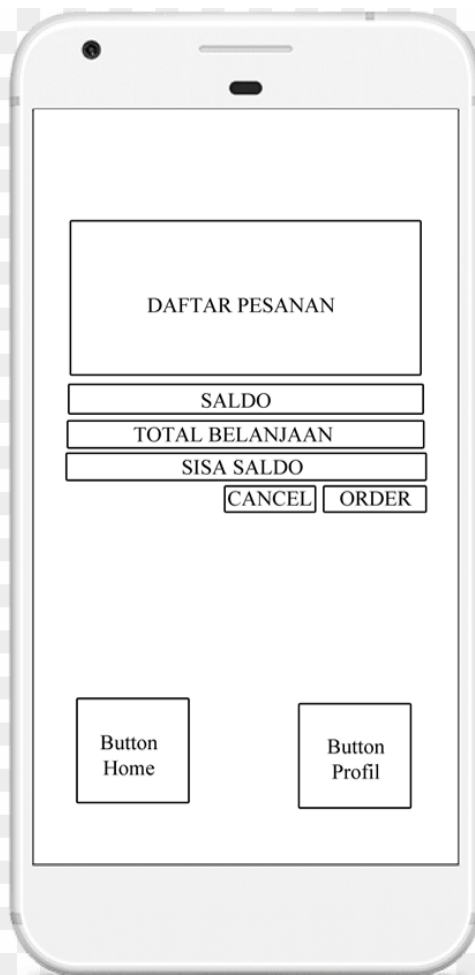 DAFTAR PESANAN
SALDO
TOTAL BELANJAAN
SISA SALDO
CANCEL ORDER
Button
Home
Button
Profil